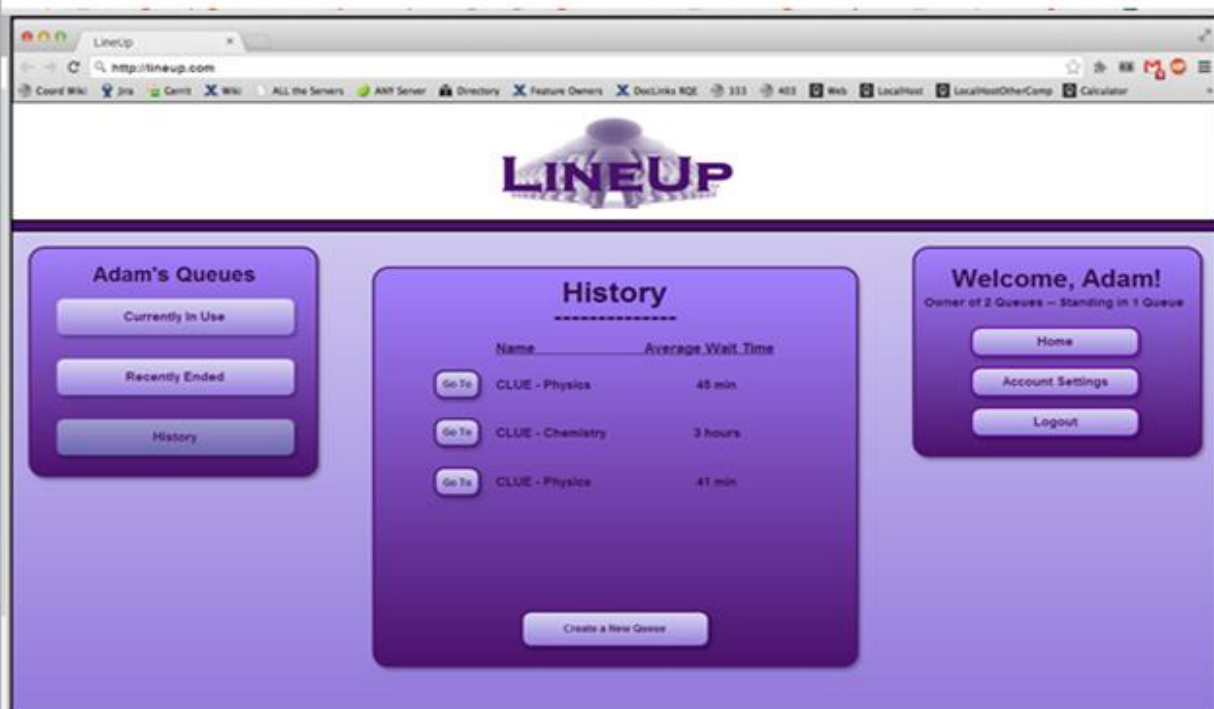 LineUp
http://lineup.com
Coord Wiki Jira Gerrit Wiki ALL the Servers ANY Server Directory Feature Owners DocLinks RQE 333 403 Web LocalHost LocalHostOtherComp Calculator
LINEUP
Adam's Queues
Currently In Use
Recently Ended
History
History
--------------
Name Average Wait Time
Go To CLUE - Physics 45 min
Go To CLUE - Chemistry 3 hours
Go To CLUE - Physics 41 min
Create a New Queue
Welcome, Adam!
Owner of 2 Queues -- Standing in 1 Queue
Home
Account Settings
Logout